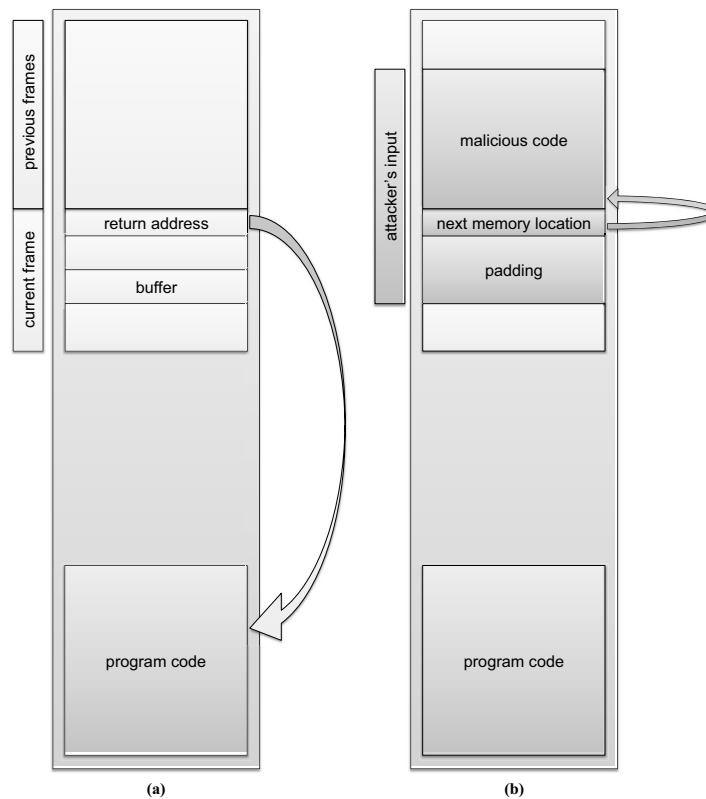 previous frames
current frame
return address
buffer
program code
(a)
attacker's input
malicious code
next memory location
padding
program code
(b)